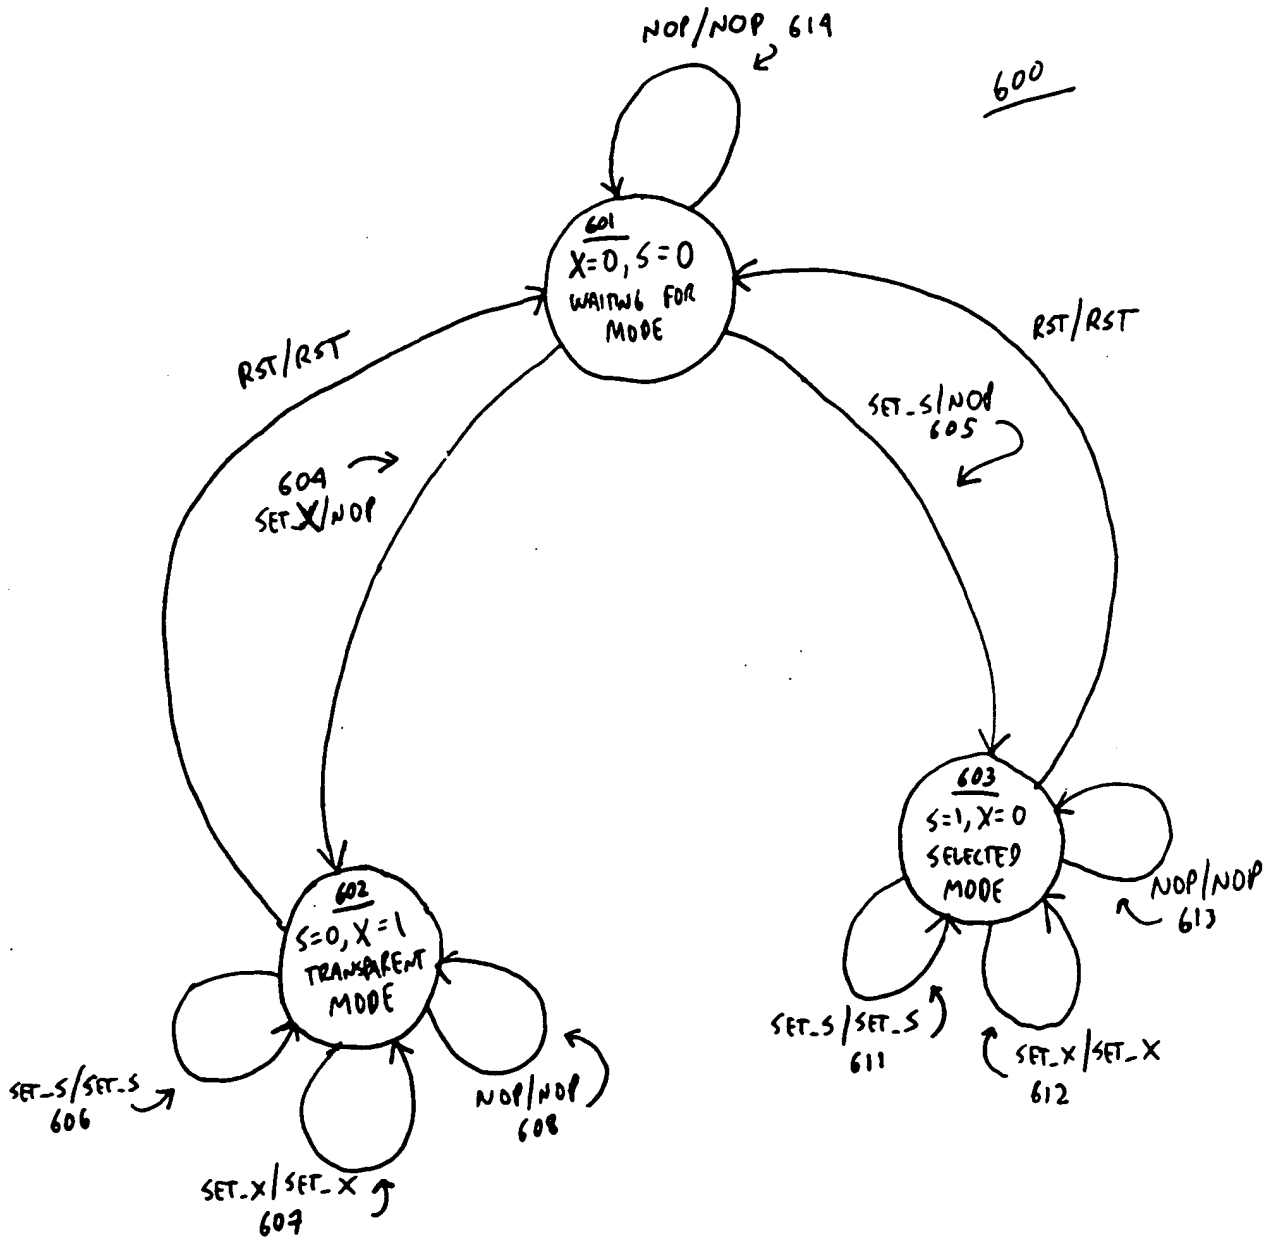 NOP/NOP 614
600
601
X=0, S=0
WAITING FOR
MODE
RST/RST
RST/RST
SET_S/NOP
605
604
SET_X/NOP
603
S=1, X=0
SELECTED
MODE
NOP/NOP
613
602
S=0, X=1
TRANSPARENT
MODE
SET_S/SET_S
611
SET_X/SET_X
612
SET_S/SET_S
606
NOP/NOP
608
SET_X/SET_X
607